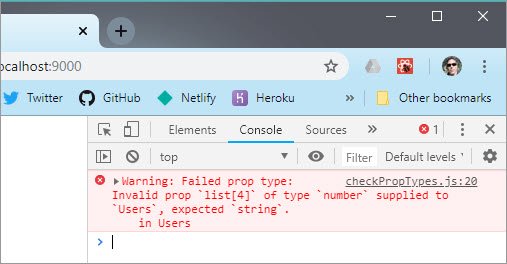 ocalhost:9000
Twitter GitHub Netlify Heroku » Other bookmarks
Elements Console Sources » 1
top Filter Default levels
Warning: Failed prop type: checkPropTypes.js:20
Invalid prop `list[4]` of type `number` supplied to
`Users`, expected `string`.
in Users